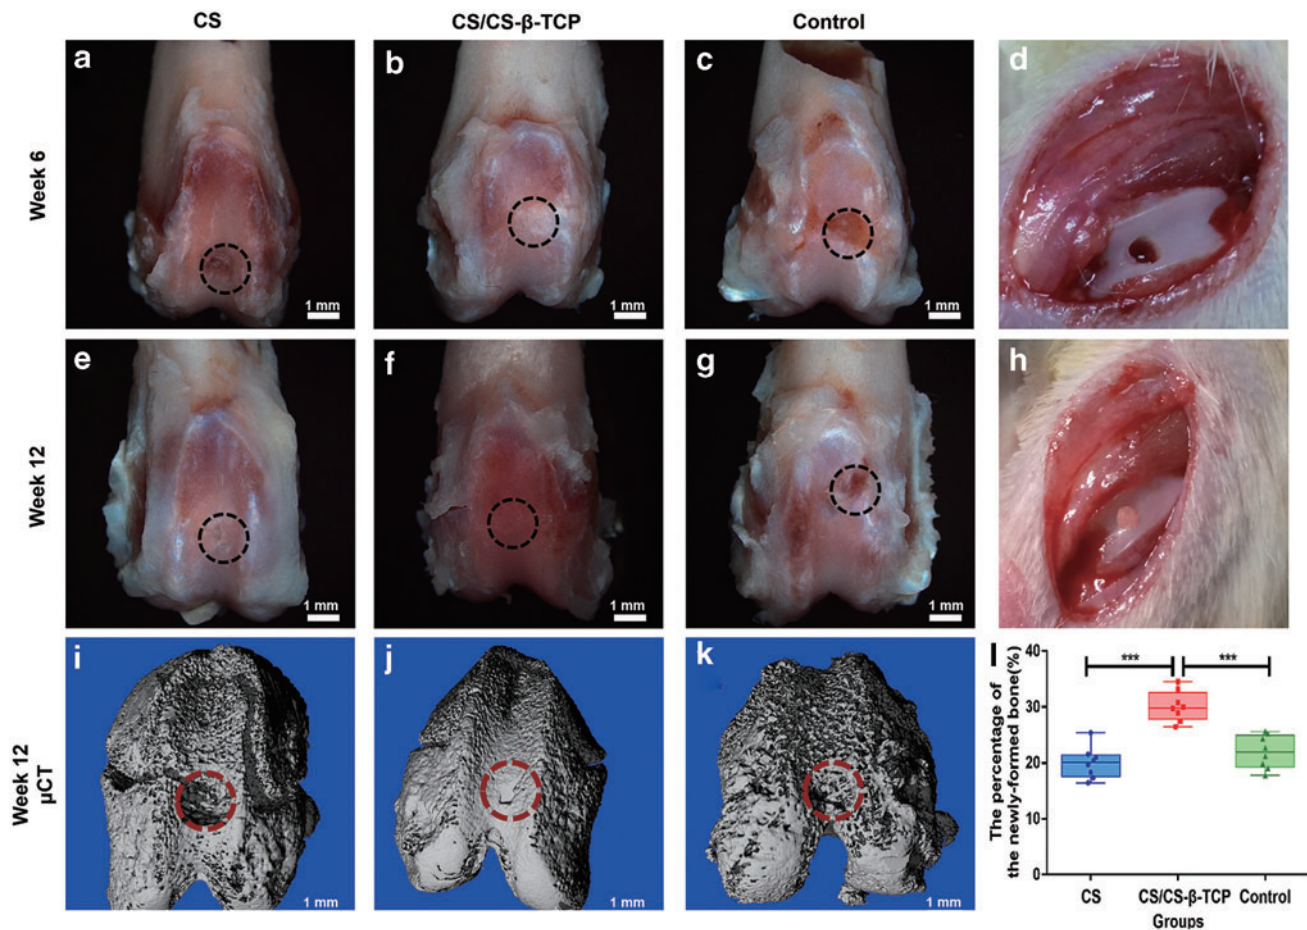 CS
CS/CS-β-TCP
Control
Week 6
a
b
c
d
1 mm
1 mm
1 mm
Week 12
e
f
g
h
1 mm
1 mm
1 mm
Week 12
µCT
i
j
k
l
1 mm
1 mm
1 mm
The percentage of
the newly-formed bone(%)
40
30
20
10
0
***
***
CS
CS/CS-β-TCP
Control
Groups